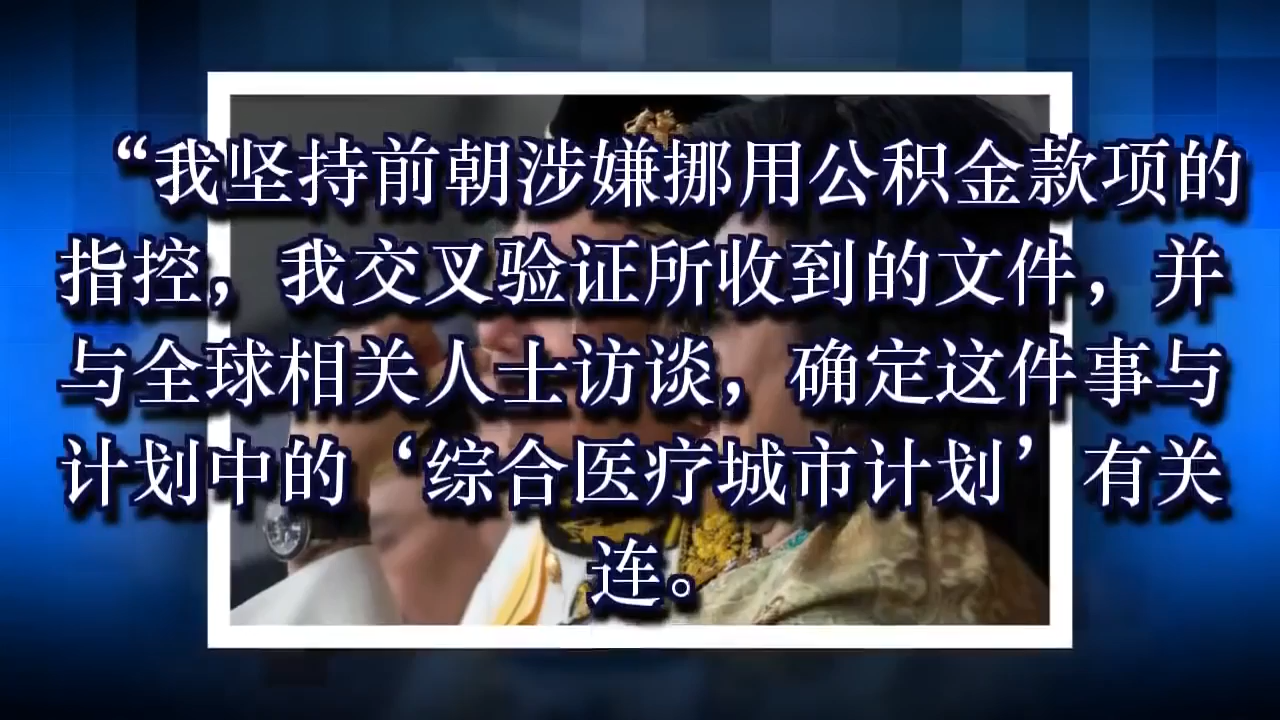 “我坚持前朝涉嫌挪用公积金款项的
指控，我交叉验证所收到的文件，并
与全球相关人士访谈，确定这件事与
计划中的‘综合医疗城市计划’有关
连。